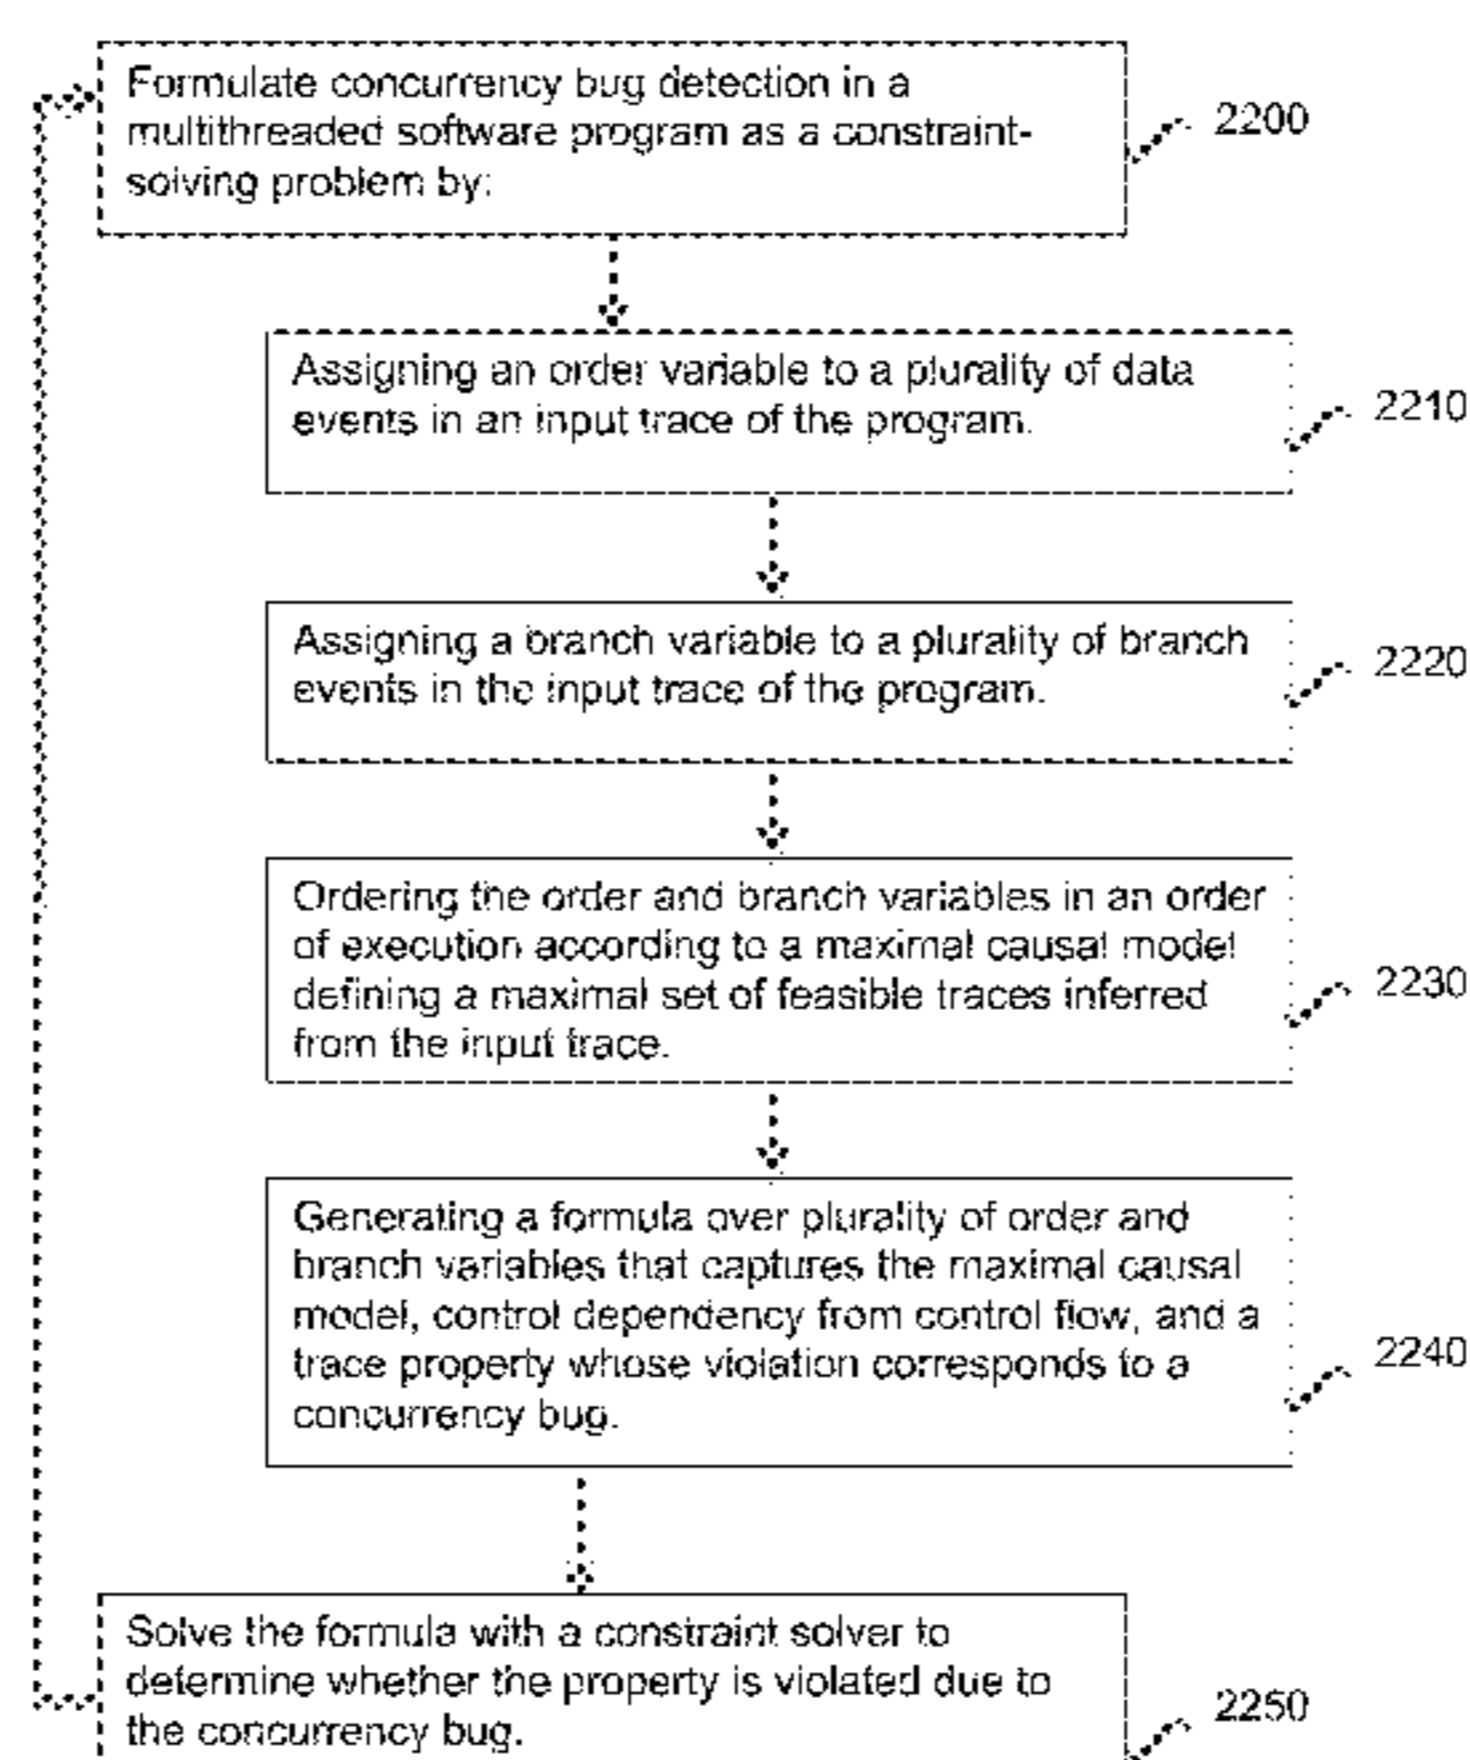 Formulate concurrency bug detection in a
multithreaded software program as a constraint-
solving problem by:
2200
Assigning an order variable to a plurality of data
events in an input trace of the program.
2210
Assigning a branch variable to a plurality of branch
events in the input trace of the program.
2220
Ordering the order and branch variables in an order
of execution according to a maximal causal model
defining a maximal set of feasible traces inferred
from the input trace.
2230
Generating a formula over plurality of order and
branch variables that captures the maximal causal
model, control dependency from control flow, and a
trace property whose violation corresponds to a
concurrency bug.
2240
Solve the formula with a constraint solver to
determine whether the property is violated due to
the concurrency bug.
2250